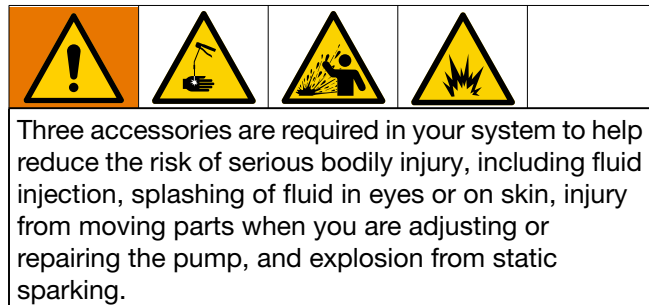 Three accessories are required in your system to help
reduce the risk of serious bodily injury, including fluid
injection, splashing of fluid in eyes or on skin, injury
from moving parts when you are adjusting or
repairing the pump, and explosion from static
sparking.